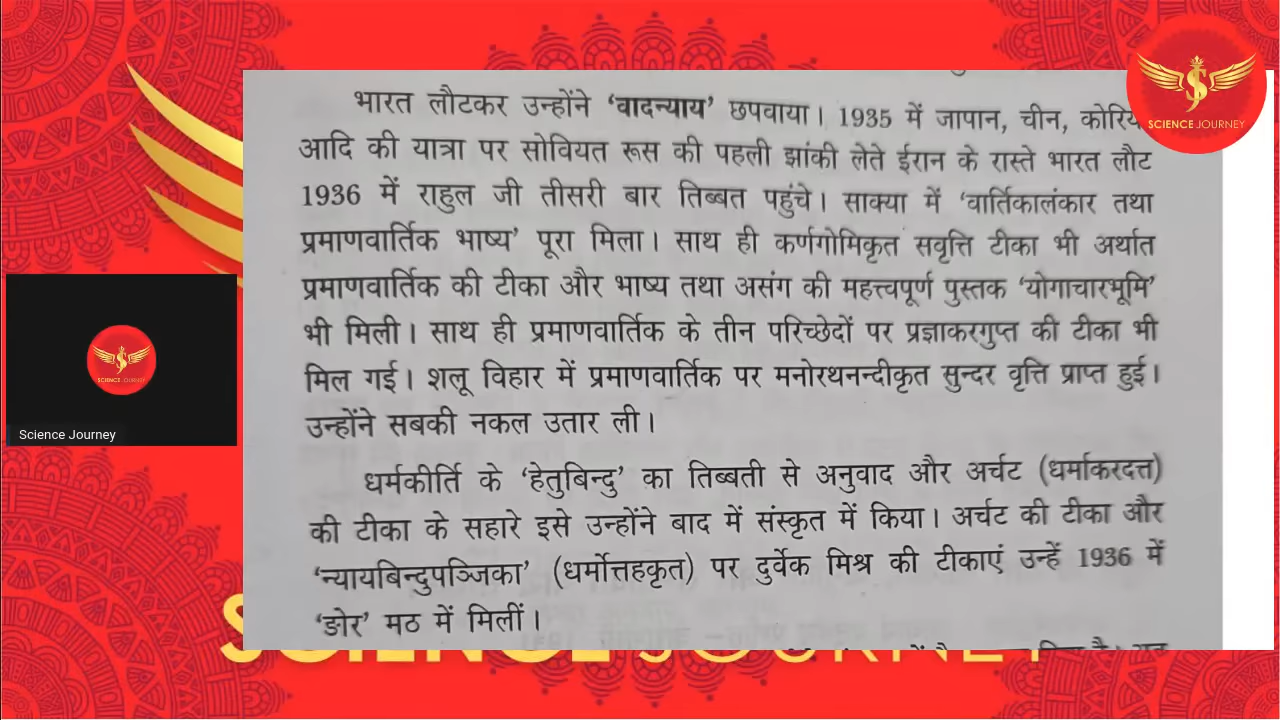 भारत लौटकर उन्होंने ‘वादन्याय’ छपवाया। 1935 में जापान, चीन,
आदि की यात्रा पर सोवियत रूस की पहली झांकी लेते ईरान के रास्ते भारत लौट
1936 में राहुल जी तीसरी बार तिब्बत पहुंचे। साक्या में ‘वार्तिकालंकार तथा
प्रमाणवार्तिक भाष्य’ पूरा मिला। साथ ही कर्णगोमिकृत सवृत्ति टीका भी अर्थात
प्रमाणवार्तिक की टीका और भाष्य तथा असंग की महत्त्वपूर्ण पुस्तक ‘योगाचारभूमि’
भी मिली। साथ ही प्रमाणवार्तिक के तीन परिच्छेदों पर प्रज्ञाकरगुप्त की टीका भी
मिल गई। शलू विहार में प्रमाणवार्तिक पर मनोरथनन्दीकृत सुन्दर वृत्ति प्राप्त हुई।
उन्होंने सबकी नकल उतार ली।
धर्मकीर्ति के ‘हेतुबिन्दु’ का तिब्बती से अनुवाद और अर्चट (धर्माकरदत्त)
की टीका के सहारे इसे उन्होंने बाद में संस्कृत में किया। अर्चट की टीका और
‘न्यायबिन्दुपञ्जिका’ (धर्मोत्तहकृत) पर दुर्वेक मिश्र की टीकाएं उन्हें 1936 में
‘ङोर’ मठ में मिलीं।
SCIENCE JOURNEY
SCIENCE JOURNEY
Science Journey
SCIENCE JOURNEY